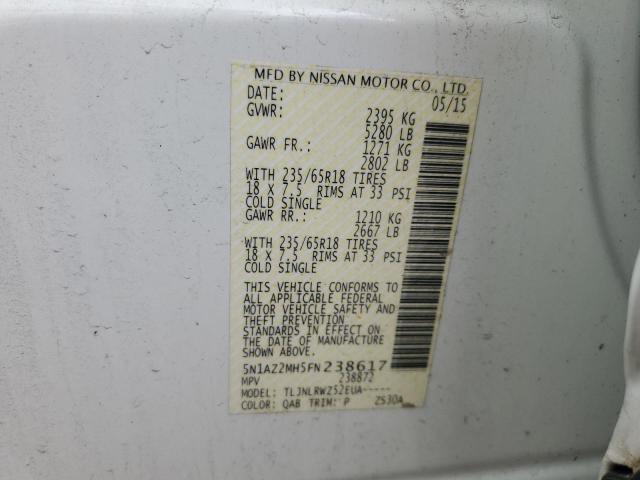 MFD BY NISSAN MOTOR CO., LTD.
DATE: 05/15
GVWR: 2395 KG
5280 LB
GAWR FR.: 1271 KG
2802 LB
WITH 235/65R18 TIRES
18 X 7.5 RIMS AT 33 PSI
COLD SINGLE
GAWR RR.: 1210 KG
2667 LB
WITH 235/65R18 TIRES
18 X 7.5 RIMS AT 33 PSI
COLD SINGLE
THIS VEHICLE CONFORMS TO
ALL APPLICABLE FEDERAL
MOTOR VEHICLE SAFETY AND
THEFT PREVENTION
STANDARDS IN EFFECT ON
THE DATE OF MANUFACTURE
SHOWN ABOVE.
5N1AZ2MH5FN238617
MPV 238872
MODEL: TLJNLRWZ52EUA-----
COLOR: QAB TRIM: P ZS30A